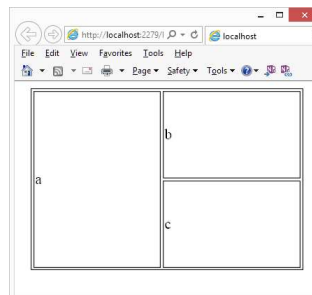 http://localhost:2279/
localhost
File Edit View Favorites Tools Help
Page Safety Tools
b
a
c